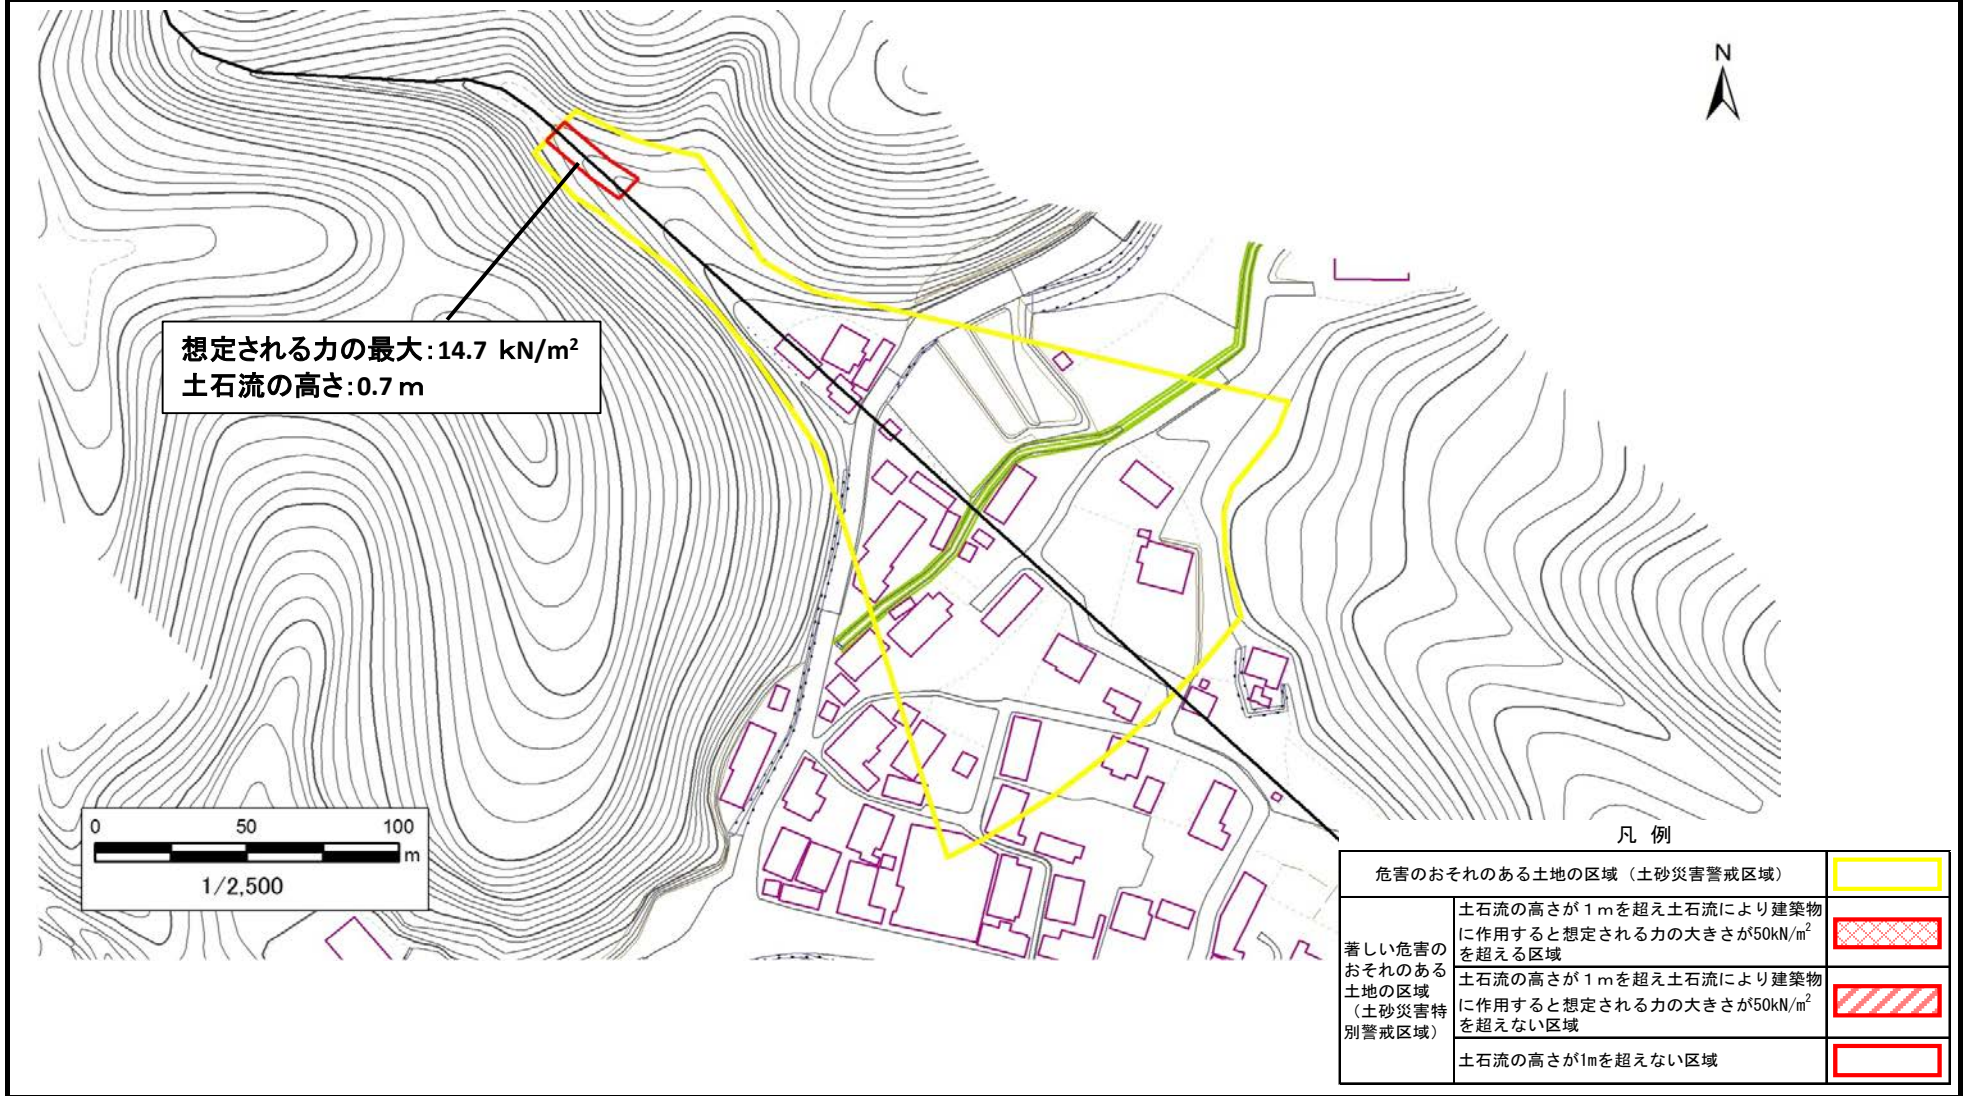 N
想定される力の最大:14.7 kN/m²
土石流の高さ:0.7 m
0 50 100
m
1/2,500
凡 例
危害のおそれのある土地の区域（土砂災害警戒区域）
著しい危害の
おそれのある
土地の区域
（土砂災害特
別警戒区域）
土石流の高さが１ｍを超え土石流により建築物
に作用すると想定される力の大きさが50kN/m²
を超える区域
土石流の高さが１ｍを超え土石流により建築物
に作用すると想定される力の大きさが50kN/m²
を超えない区域
土石流の高さが1mを超えない区域